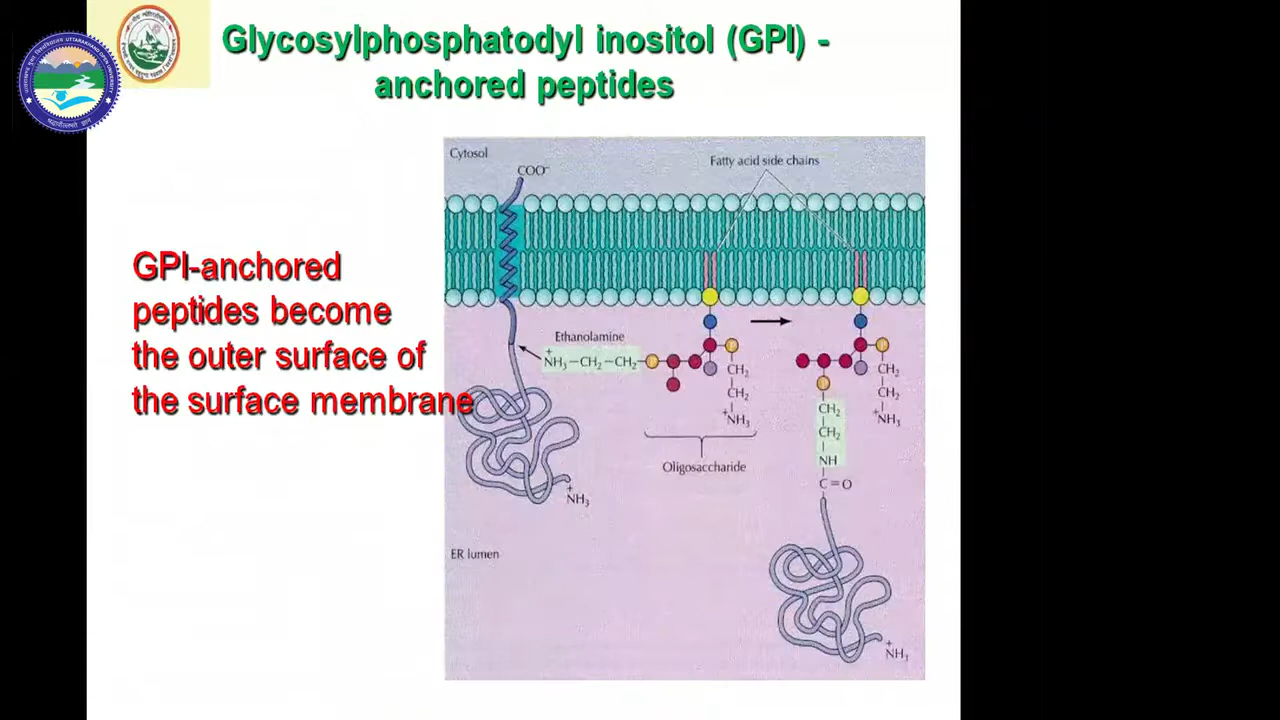 Glycosylphosphatodyl inositol (GPI) -
anchored peptides
GPI-anchored
peptides become
the outer surface of
the surface membrane
Cytosol
COO⁻
Fatty acid side chains
Ethanolamine
+
NH₃—CH₂—CH₂—
P
P
CH₂
CH₂
+NH₃
Oligosaccharide
P
P
CH₂
CH₂
+NH₃
CH₂
CH₂
NH
C=O
+
NH₃
ER lumen
+
NH₃